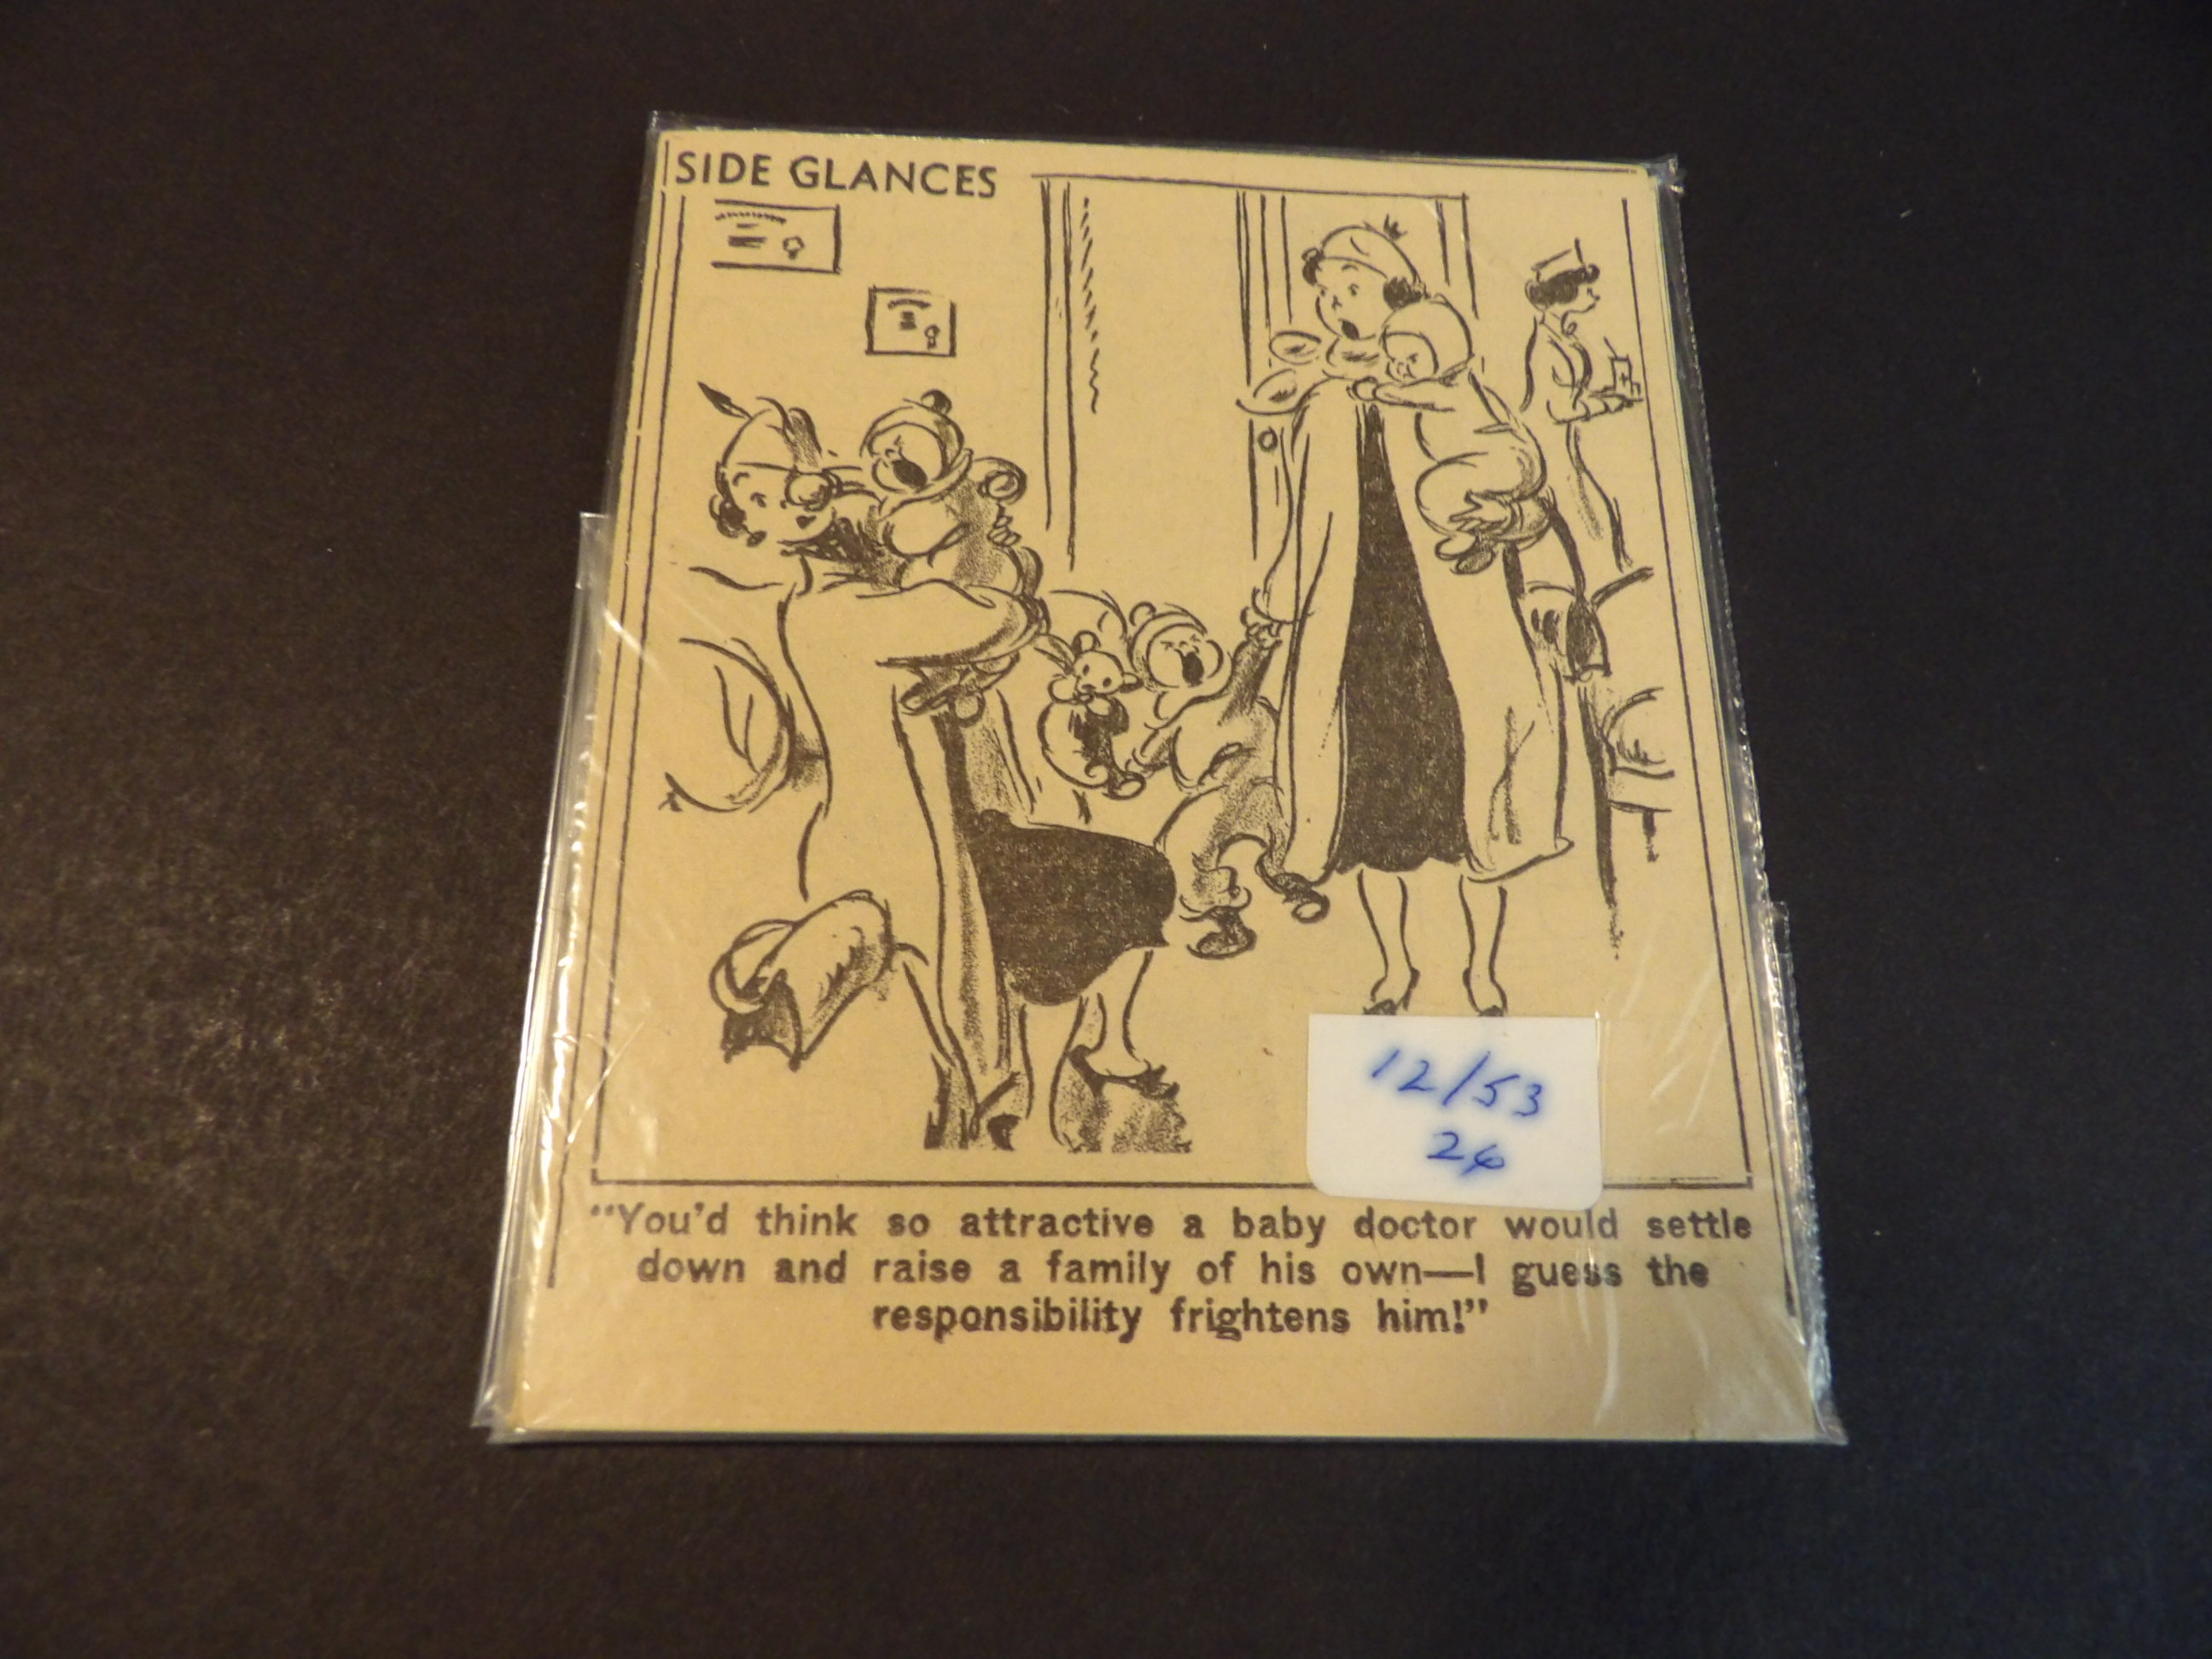 SIDE GLANCES
12/53
26
"You'd think so attractive a baby doctor would settle
down and raise a family of his own—I guess the
responsibility frightens him!"